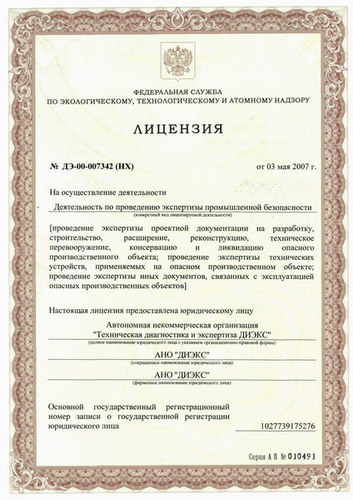 ФЕДЕРАЛЬНАЯ СЛУЖБА
ПО ЭКОЛОГИЧЕСКОМУ, ТЕХНОЛОГИЧЕСКОМУ И АТОМНОМУ НАДЗОРУ
ЛИЦЕНЗИЯ
№ ДЭ-00-007342 (НХ) от 03 мая 2007 г.
На осуществление деятельности
Деятельность по проведению экспертизы промышленной безопасности
(конкретный вид лицензируемой деятельности)
[проведение экспертизы проектной документации на разработку,
строительство, расширение, реконструкцию, техническое
перевооружение, консервацию и ликвидацию опасного
производственного объекта; проведение экспертизы технических
устройств, применяемых на опасном производственном объекте;
проведение экспертизы иных документов, связанных с эксплуатацией
опасных производственных объектов]
Настоящая лицензия предоставлена юридическому лицу
Автономная некоммерческая организация
"Техническая диагностика и экспертиза ДИЭКС"
(полное наименование юридического лица с указанием организационно-правовой формы)
АНО "ДИЭКС"
(сокращенное наименование юридического лица)
АНО "ДИЭКС"
(фирменное наименование юридического лица)
Основной государственный регистрационный
номер записи о государственной регистрации
юридического лица 1027739175276
Серия А В № 010491